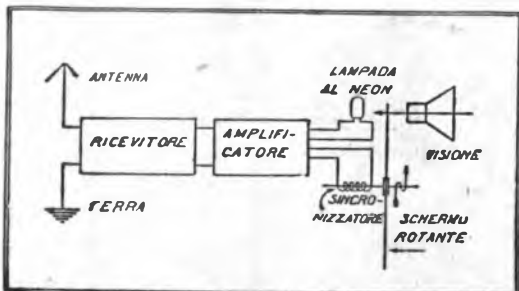 ANTENNA
LAMPADA
AL NEON
RICEVITORE
AMPLIFI-
CATORE
VISIONE
TERRA
SINCRO-
NIZZATORE
SCHERMO
ROTANTE